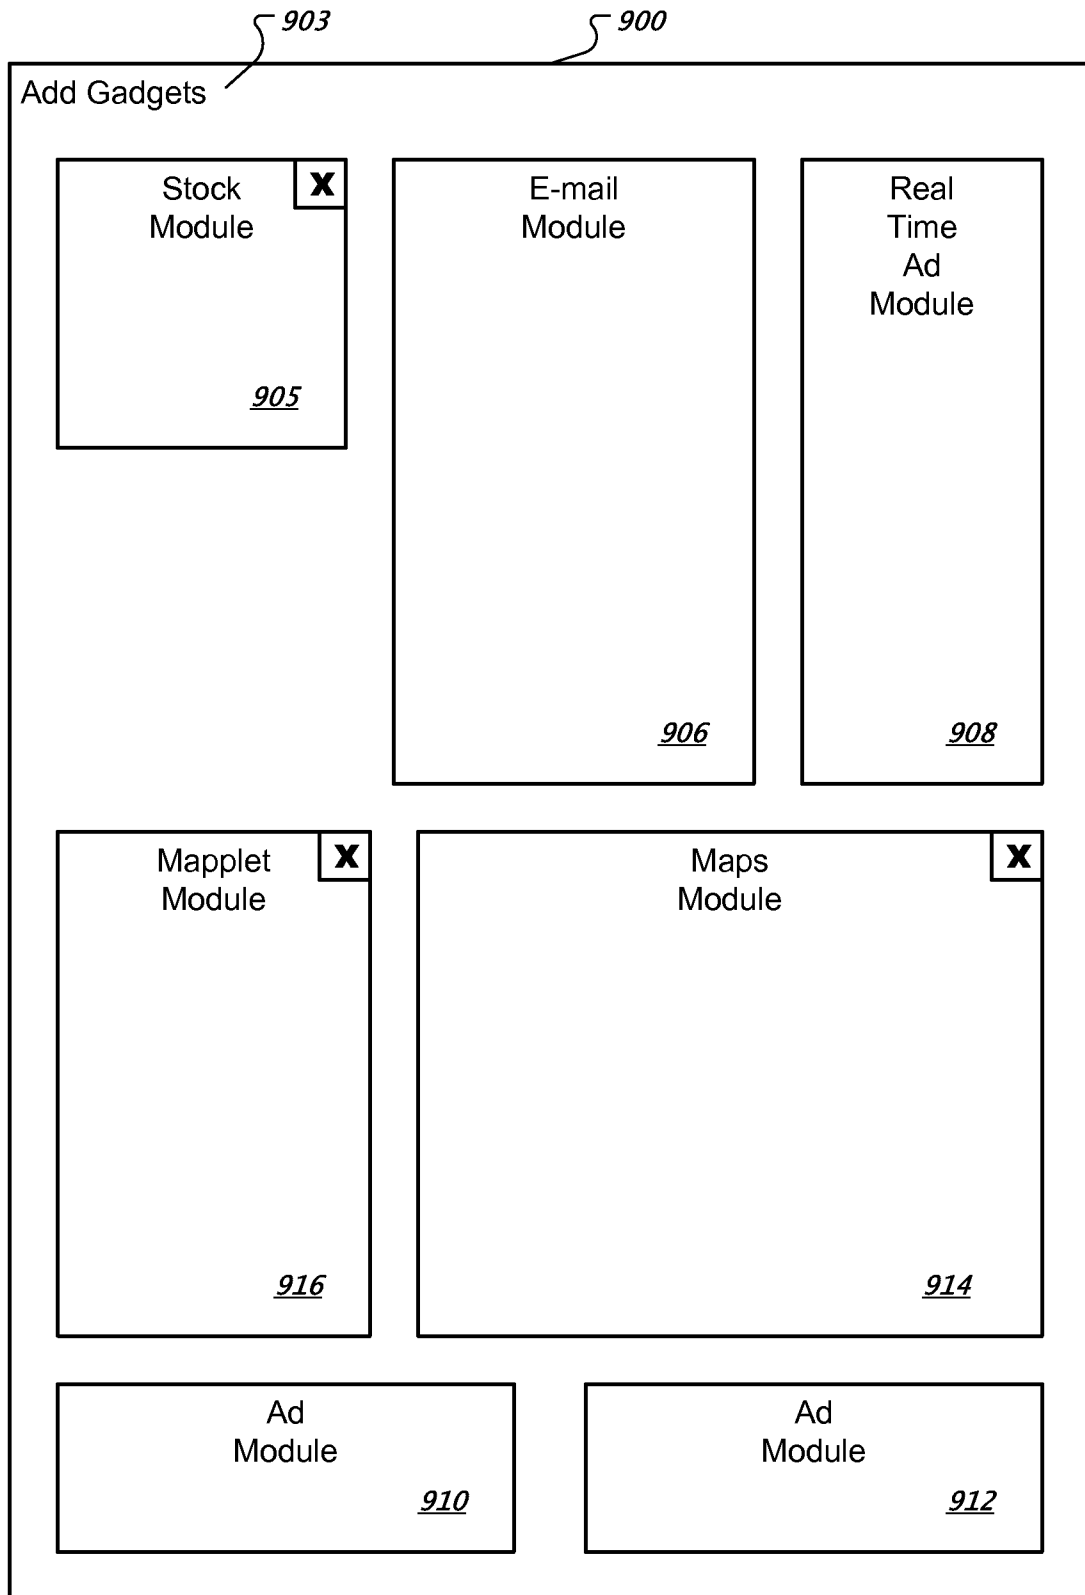 903
900
Add Gadgets
Stock
Module
X
905
E-mail
Module
906
Real
Time
Ad
Module
908
Mapplet
Module
X
916
Maps
Module
X
914
Ad
Module
910
Ad
Module
912